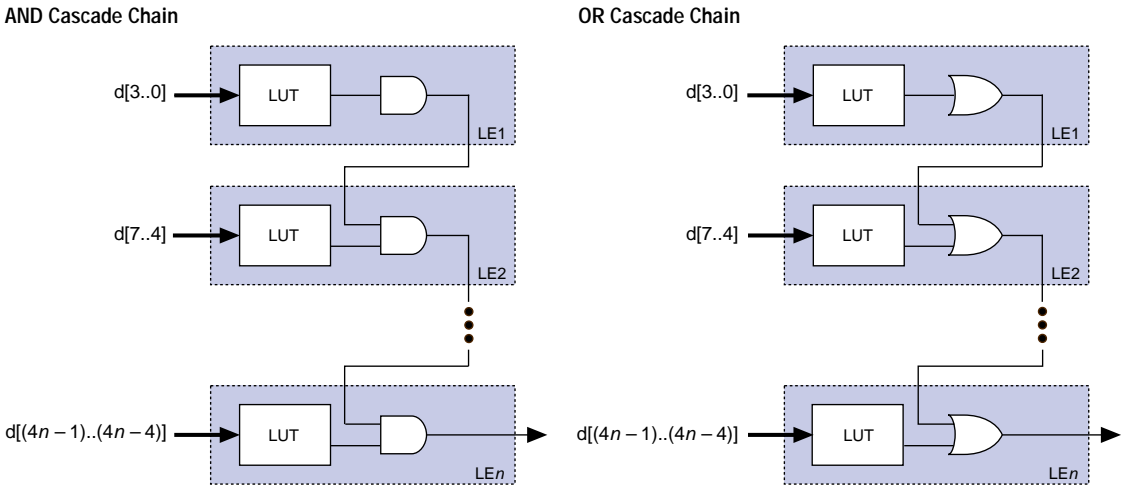 AND Cascade Chain
d[3..0]
LUT
LE1
d[7..4]
LUT
LE2
d[(4n – 1)..(4n – 4)]
LUT
LEn
OR Cascade Chain
d[3..0]
LUT
LE1
d[7..4]
LUT
LE2
d[(4n – 1)..(4n – 4)]
LUT
LEn